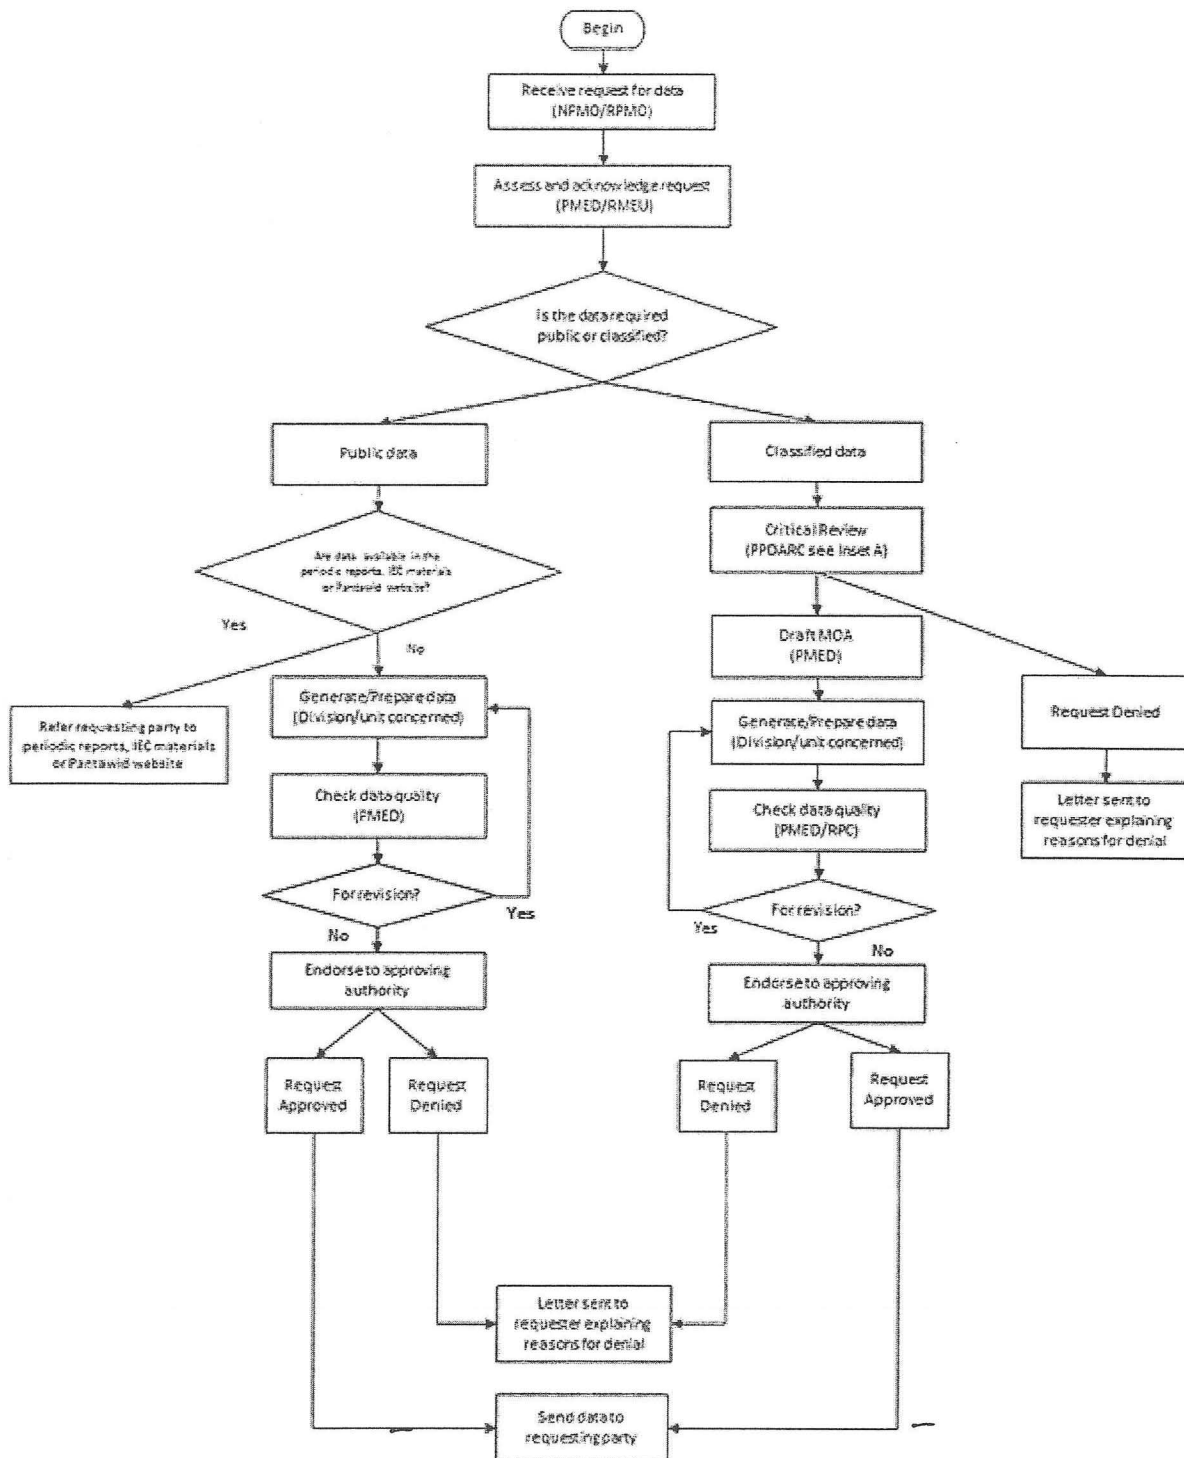 Begin
Receive request for data
(NPMO/RPMO)
Assess and acknowledge request
(PMED/RMEU)
Is the data required
public or classified?
Public data
Classified data
Are data available in the
periodic reports, IEC materials
or Pantawid website?
Critical Review
(PPDARC see Inset A)
Yes
No
Draft MOA
(PMED)
Refer requesting party to
periodic reports, IEC materials
or Pantawid website
Generate/Prepare data
(Division/unit concerned)
Generate/Prepare data
(Division/unit concerned)
Request Denied
Check data quality
(PMED)
Check data quality
(PMED/RPC)
Letter sent to
requester explaining
reasons for denial
For revision?
Yes
No
For revision?
Yes
No
Endorse to approving
authority
Endorse to approving
authority
Request
Approved
Request
Denied
Request
Denied
Request
Approved
Letter sent to
requester explaining
reasons for denial
Send data to
requesting party